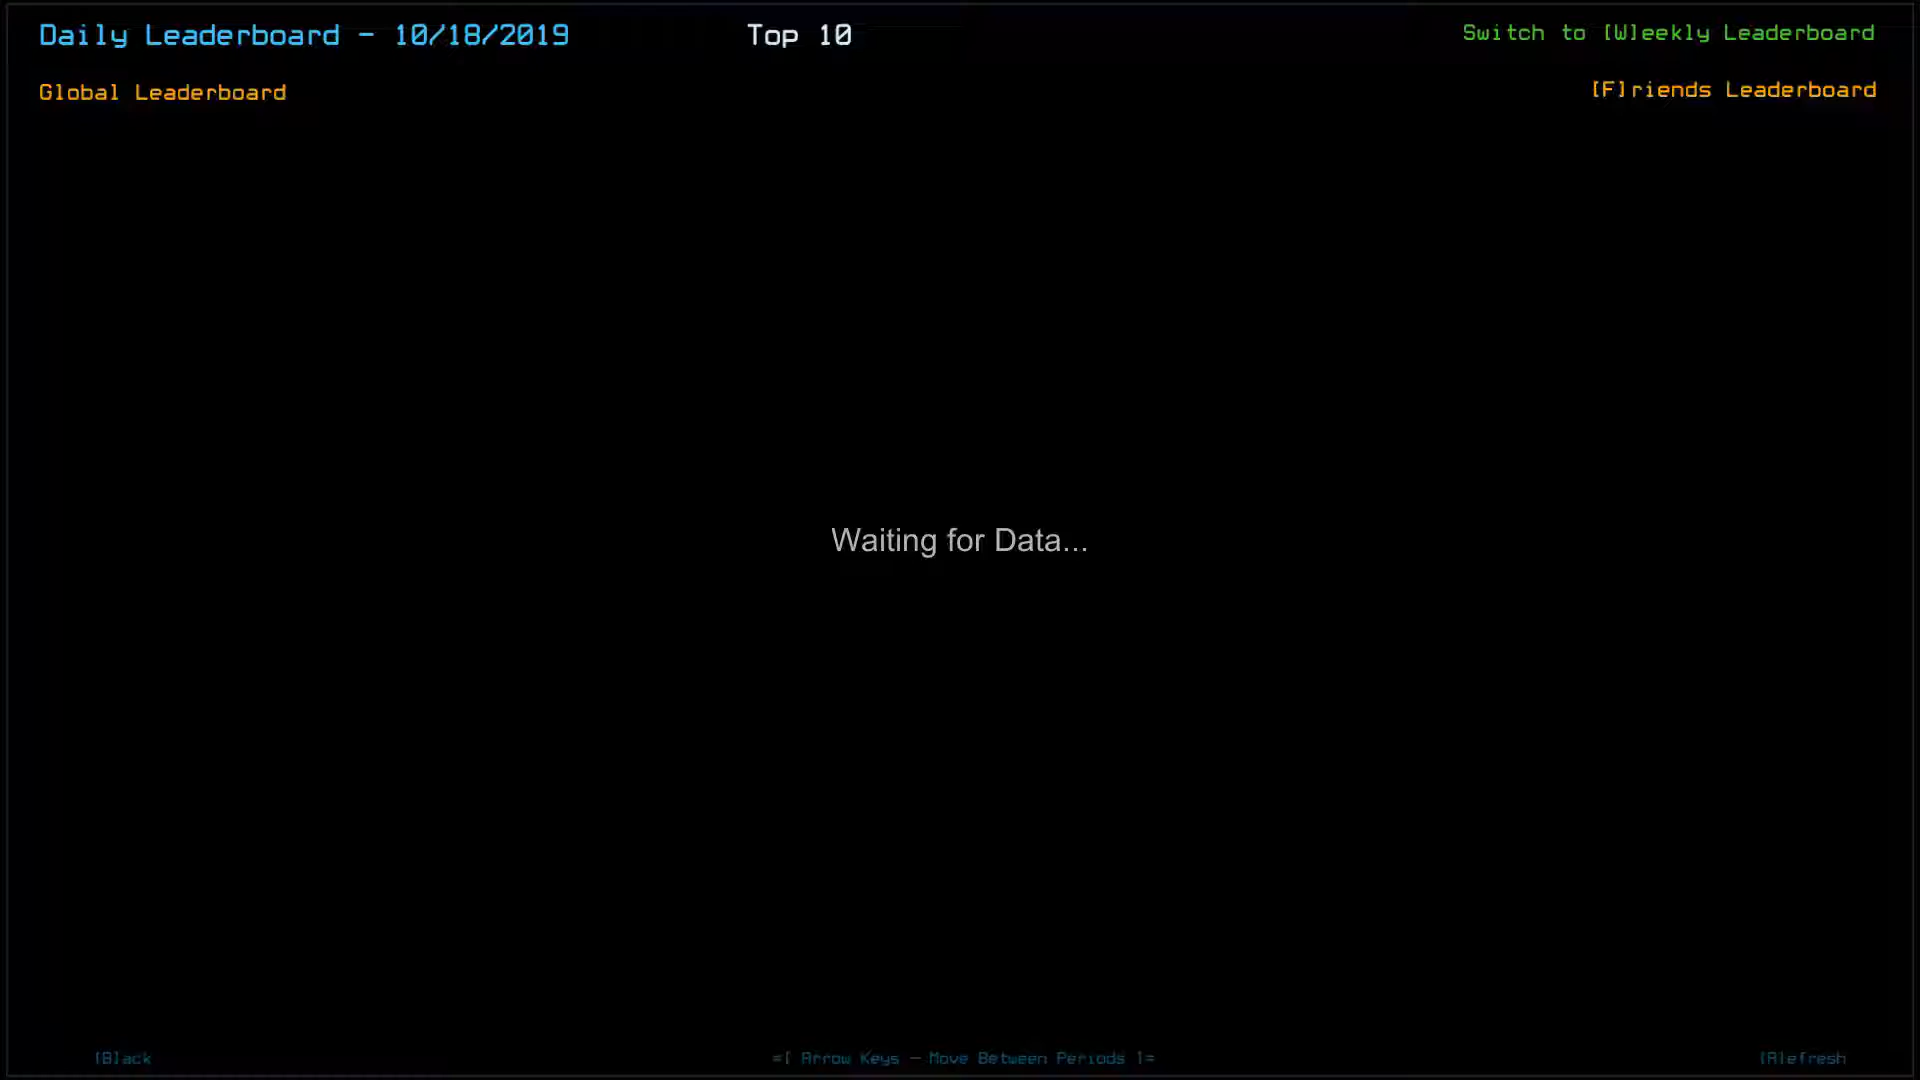 Daily Leaderboard - 10/18/2019
Top 10
Switch to [W]eekly Leaderboard
Global Leaderboard
[F]riends Leaderboard
Waiting for Data...
[B]ack
=[ Arrow Keys - Move Between Periods ]=
[R]efresh